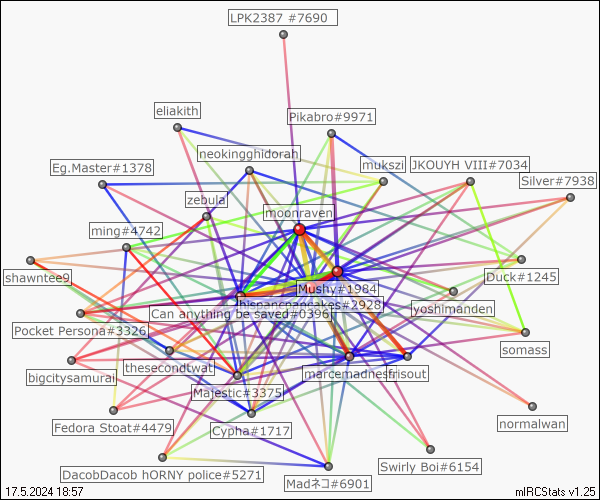 LPK2387 #7690
eliakith
Pikabro#9971
neokingghidorah
mukszi
JKOUYH VIII#7034
Eg.Master#1378
Silver#7938
zebula
moonraven
ming#4742
shawntee9
Duck#1245
Mushy#1984
hispancpancakes#2928
yoshimanden
Can anything be saved#0396
Pocket Persona#3326
somass
thesecondtwat
marcemadness
frisout
bigcitysamurai
Majestic#3375
Fedora Stoat#4479
Cypha#1717
normalwan
DacobDacob hORNY police#5271
Swirly Boi#6154
Madネコ#6901
17.5.2024 18:57
mIRCStats v1.25